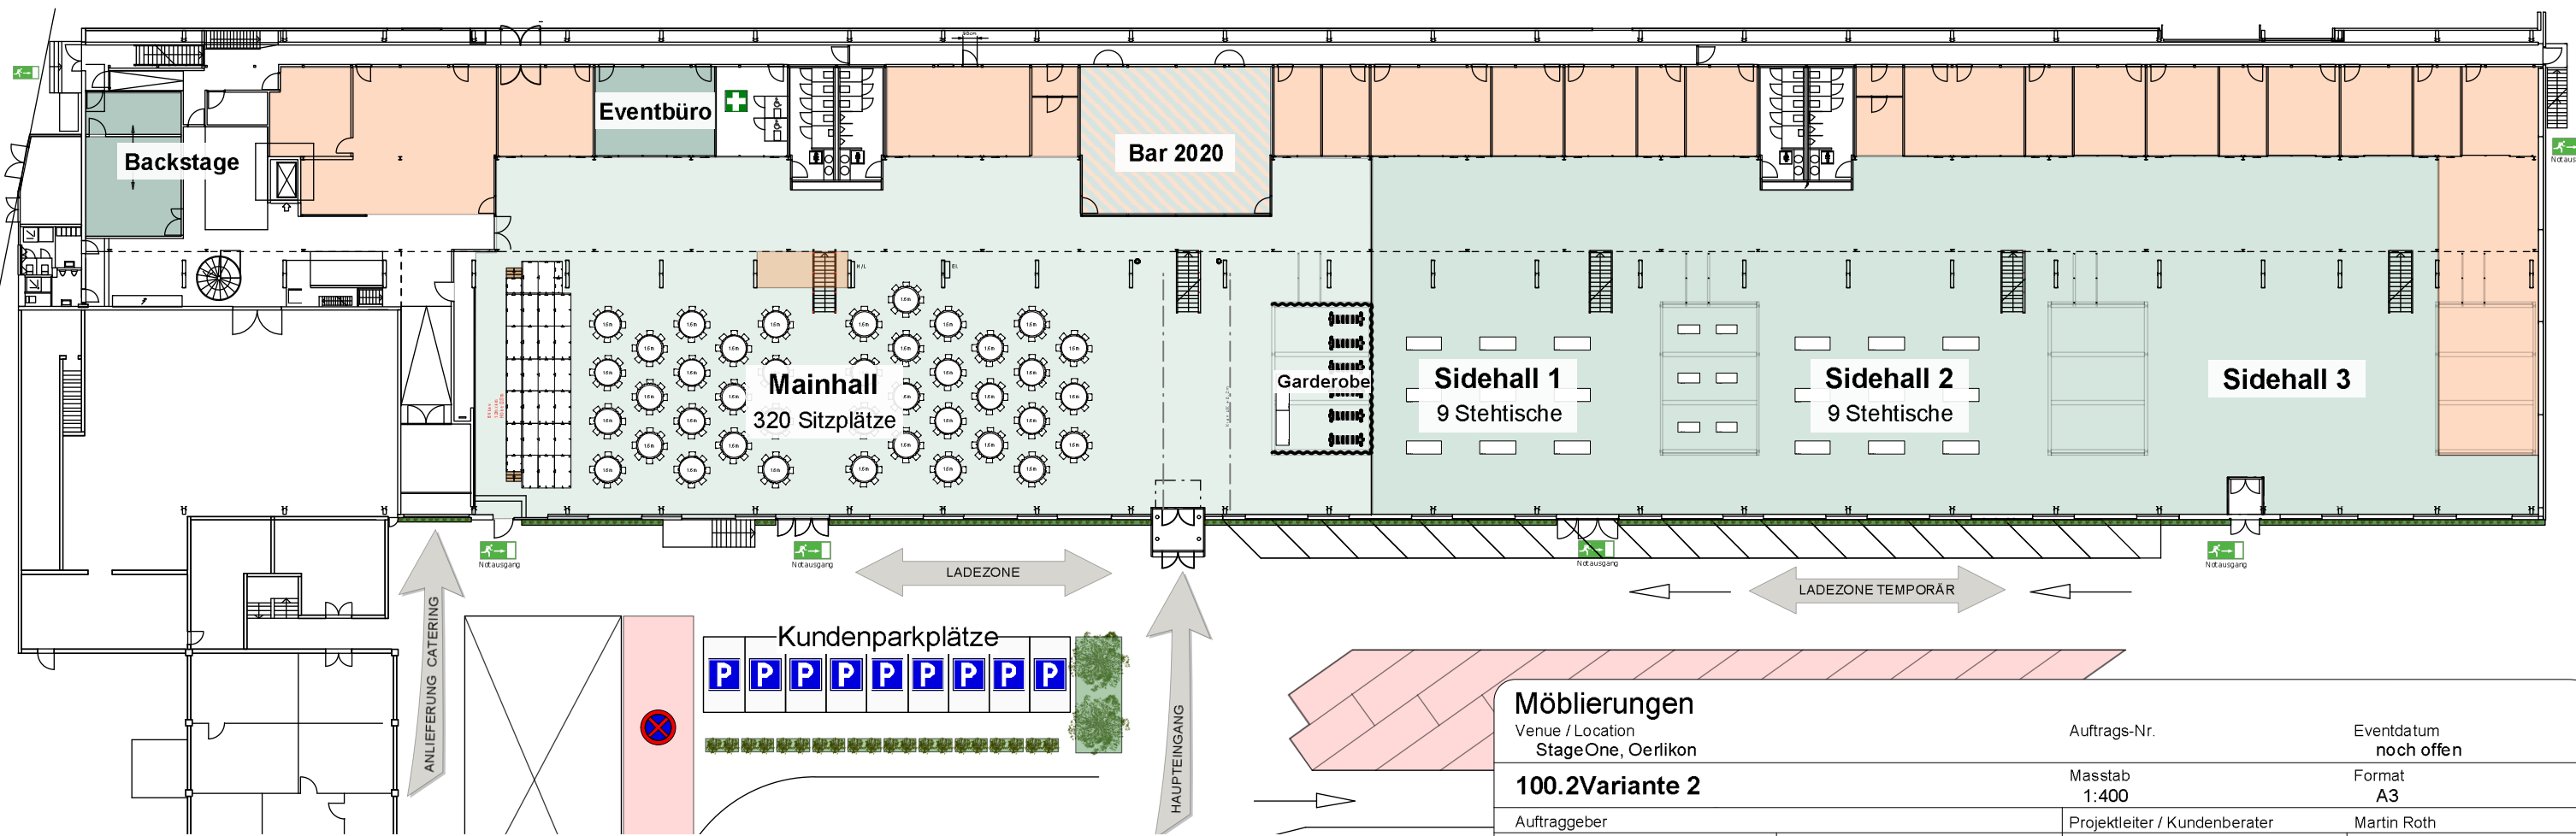 Eventbüro
Backstage
Bar 2020
Notaus
Mainhall
320 Sitzplätze
Garderobe
Sidehall 1
9 Stehtische
Sidehall 2
9 Stehtische
Sidehall 3
Notausgang
Notausgang
Notausgang
Notausgang
LADEZONE
LADEZONE TEMPORÄR
ANLIEFERUNG CATERING
HAUPTEINGANG
Kundenparkplätze
P P P P P P P P P
Möblierungen
Venue / Location
StageOne, Oerlikon
Auftrags-Nr.
Eventdatum
noch offen
100.2Variante 2
Masstab
1:400
Format
A3
Auftraggeber
Projektleiter / Kundenberater
Martin Roth